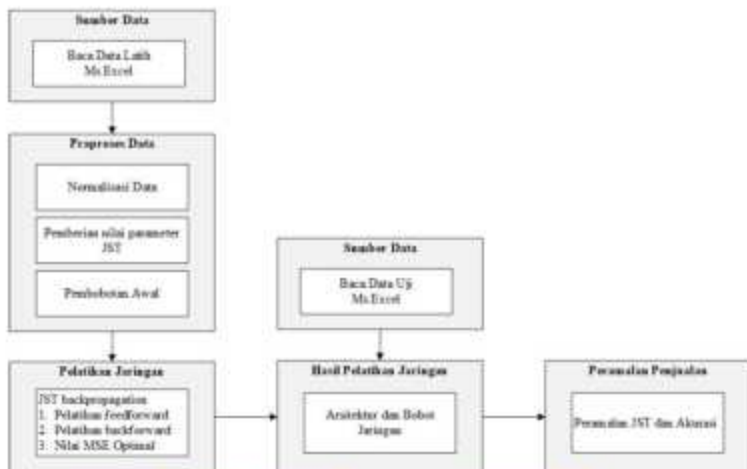 Sumber Data
Baca Data Latih
Ms.Excel
Praproses Data
Normalisasi Data
Pemberian nilai parameter
JST
Pembobotan Awal
Sumber Data
Baca Data Uji
Ms.Excel
Pelatihan Jaringan
JST backpropagation
1. Pelatihan feedforward
2. Pelatihan backforward
3. Nilai MSE Optimal
Hasil Pelatihan Jaringan
Arsitektur dan Bobot
Jaringan
Peramalan Penjualan
Peramalan JST dan Akurasi